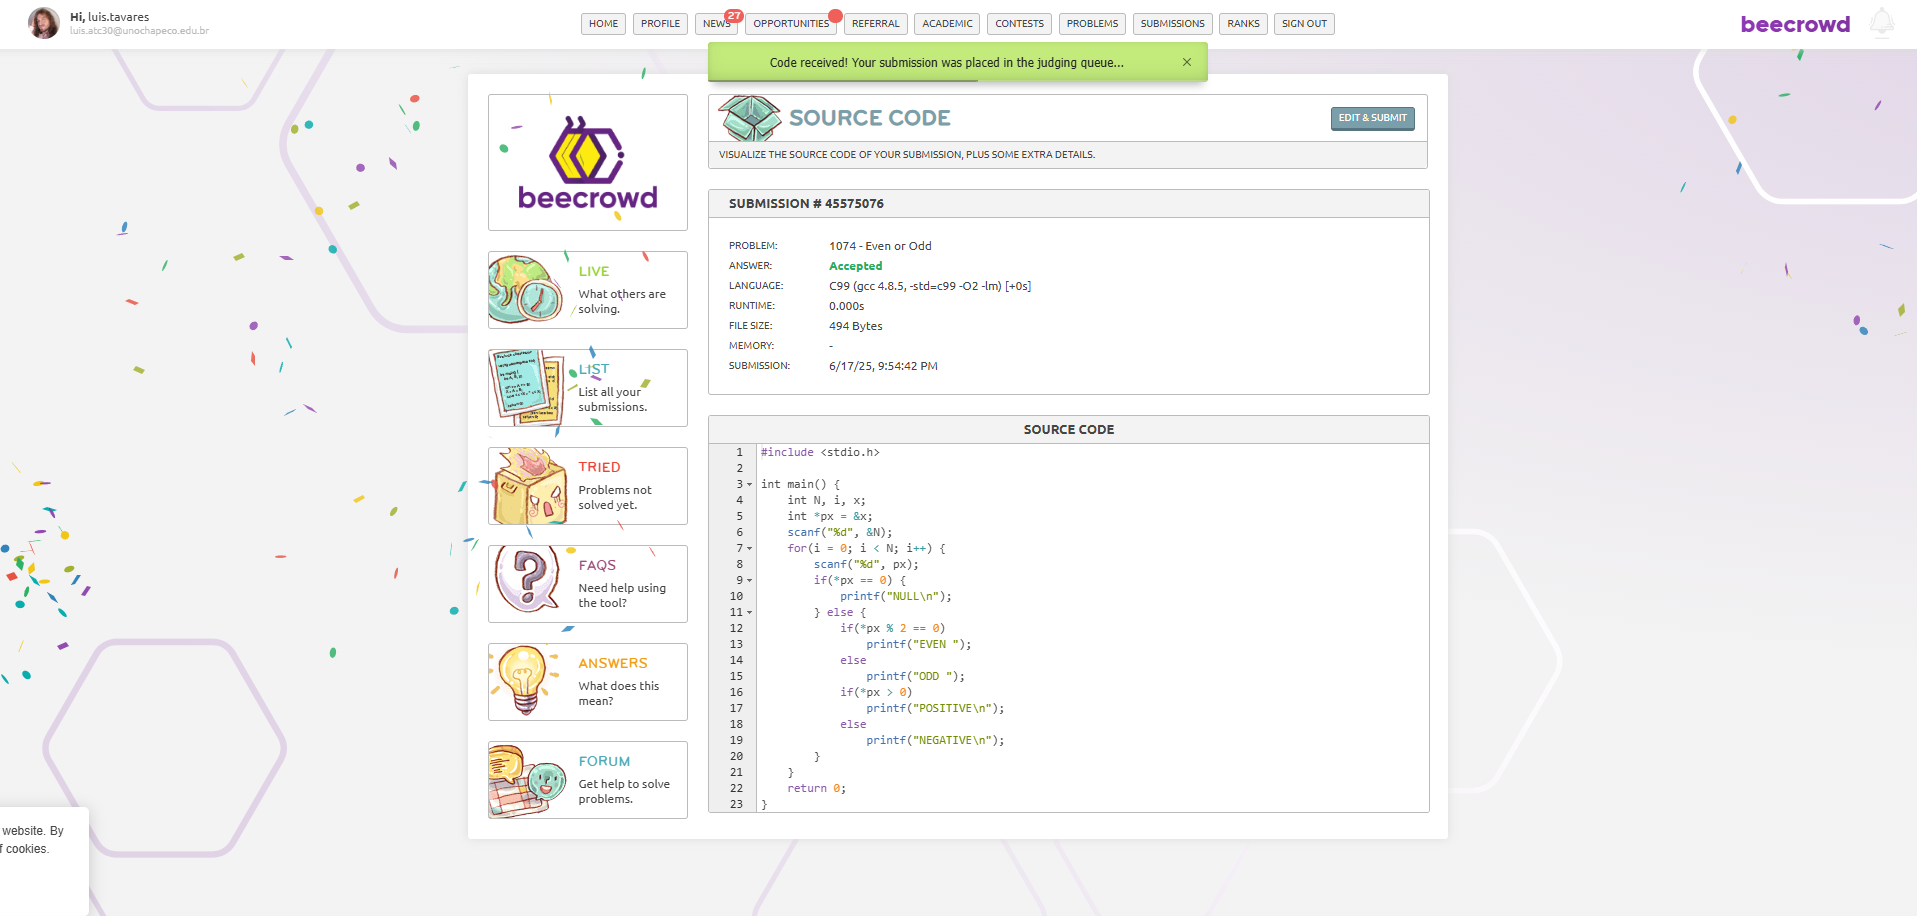 Hi, luis.tavares
luis.atc30@unochapeco.edu.br
HOME
PROFILE
NEWS
27
OPPORTUNITIES
REFERRAL
ACADEMIC
CONTESTS
PROBLEMS
SUBMISSIONS
RANKS
SIGN OUT
beecrowd
Code received! Your submission was placed in the judging queue...
×
beecrowd
LIVE
What others are
solving.
LIST
List all your
submissions.
TRIED
Problems not
solved yet.
FAQS
Need help using
the tool?
ANSWERS
What does this
mean?
FORUM
Get help to solve
problems.
SOURCE CODE
EDIT & SUBMIT
VISUALIZE THE SOURCE CODE OF YOUR SUBMISSION, PLUS SOME EXTRA DETAILS.
SUBMISSION # 45575076
PROBLEM: 1074 - Even or Odd
ANSWER: Accepted
LANGUAGE: C99 (gcc 4.8.5, -std=c99 -O2 -lm) [+0s]
RUNTIME: 0.000s
FILE SIZE: 494 Bytes
MEMORY: -
SUBMISSION: 6/17/25, 9:54:42 PM
SOURCE CODE
1 #include <stdio.h>
2
3 int main() {
4     int N, i, x;
5     int *px = &x;
6     scanf("%d", &N);
7     for(i = 0; i < N; i++) {
8         scanf("%d", px);
9         if(*px == 0) {
10             printf("NULL\n");
11         } else {
12             if(*px % 2 == 0)
13                 printf("EVEN ");
14             else
15                 printf("ODD ");
16             if(*px > 0)
17                 printf("POSITIVE\n");
18             else
19                 printf("NEGATIVE\n");
20         }
21     }
22     return 0;
23 }
website. By
f cookies.